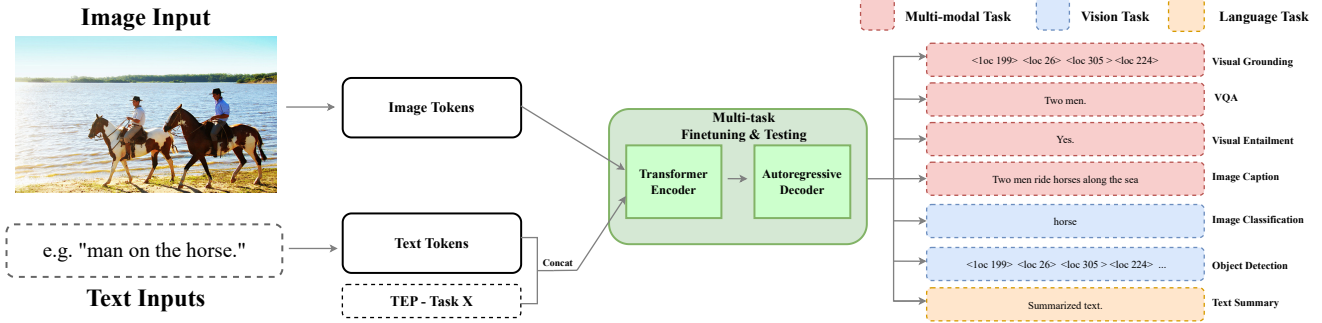 Image Input
Multi-modal Task
Vision Task
Language Task
Image Tokens
e.g. "man on the horse."
Text Inputs
Text Tokens
TEP - Task X
Concat
Multi-task
Finetuning & Testing
Transformer
Encoder
Autoregressive
Decoder
<1oc 199> <loc 26> <loc 305 > <loc 224>
Visual Grounding
Two men.
VQA
Yes.
Visual Entailment
Two men ride horses along the sea
Image Caption
horse
Image Classification
<1oc 199> <loc 26> <loc 305 > <loc 224> ...
Object Detection
Summarized text.
Text Summary